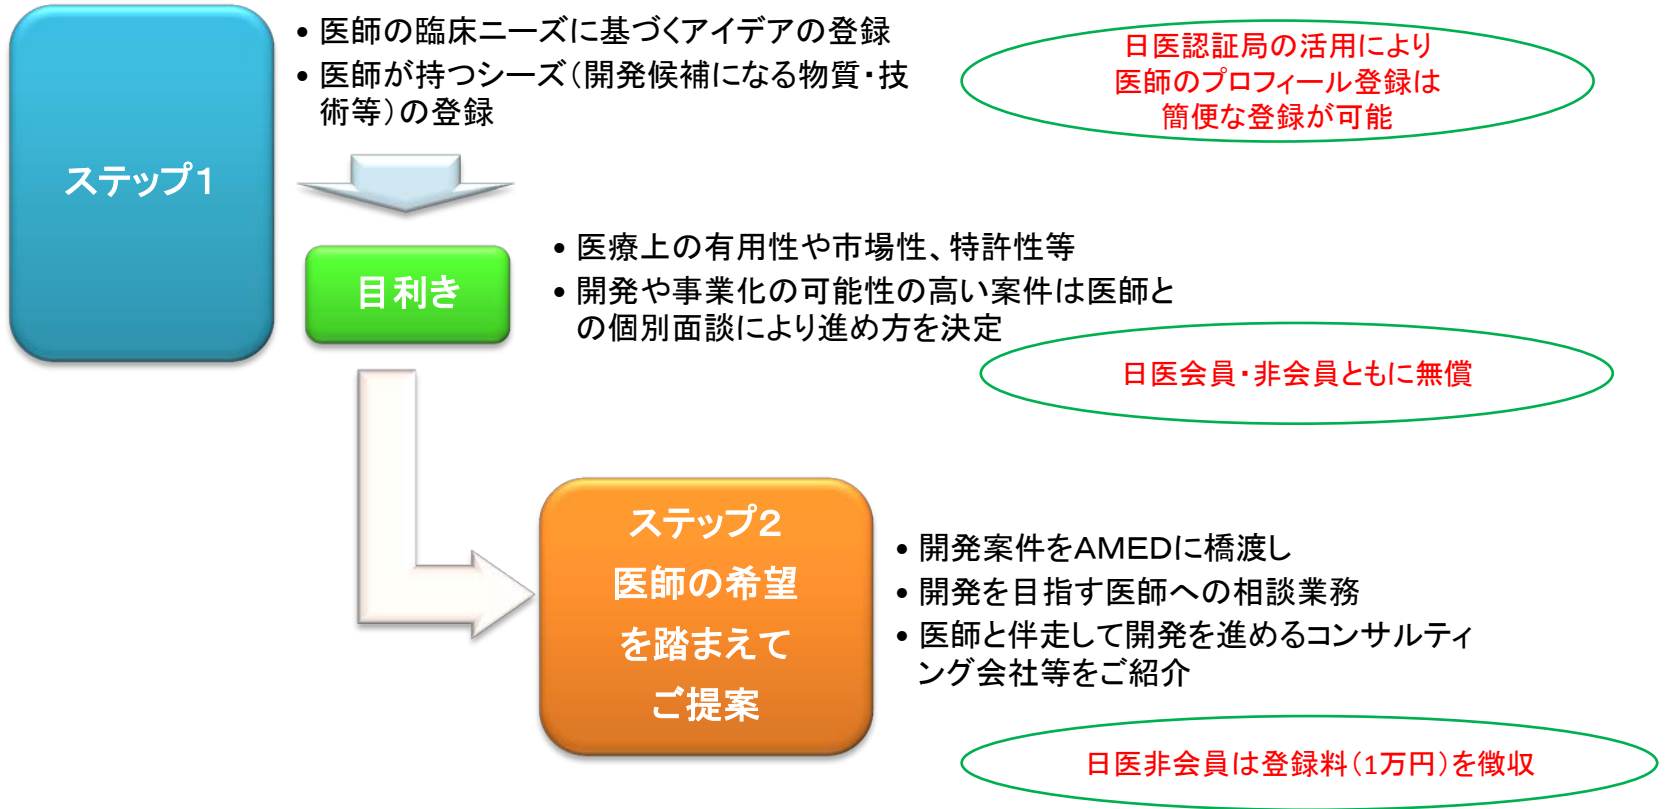 ステップ1
• 医師の臨床ニーズに基づくアイデアの登録
• 医師が持つシーズ（開発候補になる物質・技
術等）の登録
日医認証局の活用により
医師のプロフィール登録は
簡便な登録が可能
目利き
• 医療上の有用性や市場性、特許性等
• 開発や事業化の可能性の高い案件は医師と
の個別面談により進め方を決定
日医会員・非会員ともに無償
ステップ2
医師の希望
を踏まえて
ご提案
• 開発案件をAMEDに橋渡し
• 開発を目指す医師への相談業務
• 医師と伴走して開発を進めるコンサルティ
ング会社等をご紹介
日医非会員は登録料（1万円）を徴収